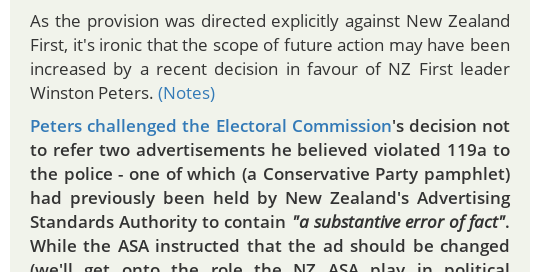 As the provision was directed explicitly against New Zealand
First, it's ironic that the scope of future action may have been
increased by a recent decision in favour of NZ First leader
Winston Peters. (Notes)
Peters challenged the Electoral Commission's decision not
to refer two advertisements he believed violated 119a to
the police - one of which (a Conservative Party pamphlet)
had previously been held by New Zealand's Advertising
Standards Authority to contain "a substantive error of fact".
While the ASA instructed that the ad should be changed
(we'll get onto the role the NZ ASA play in political